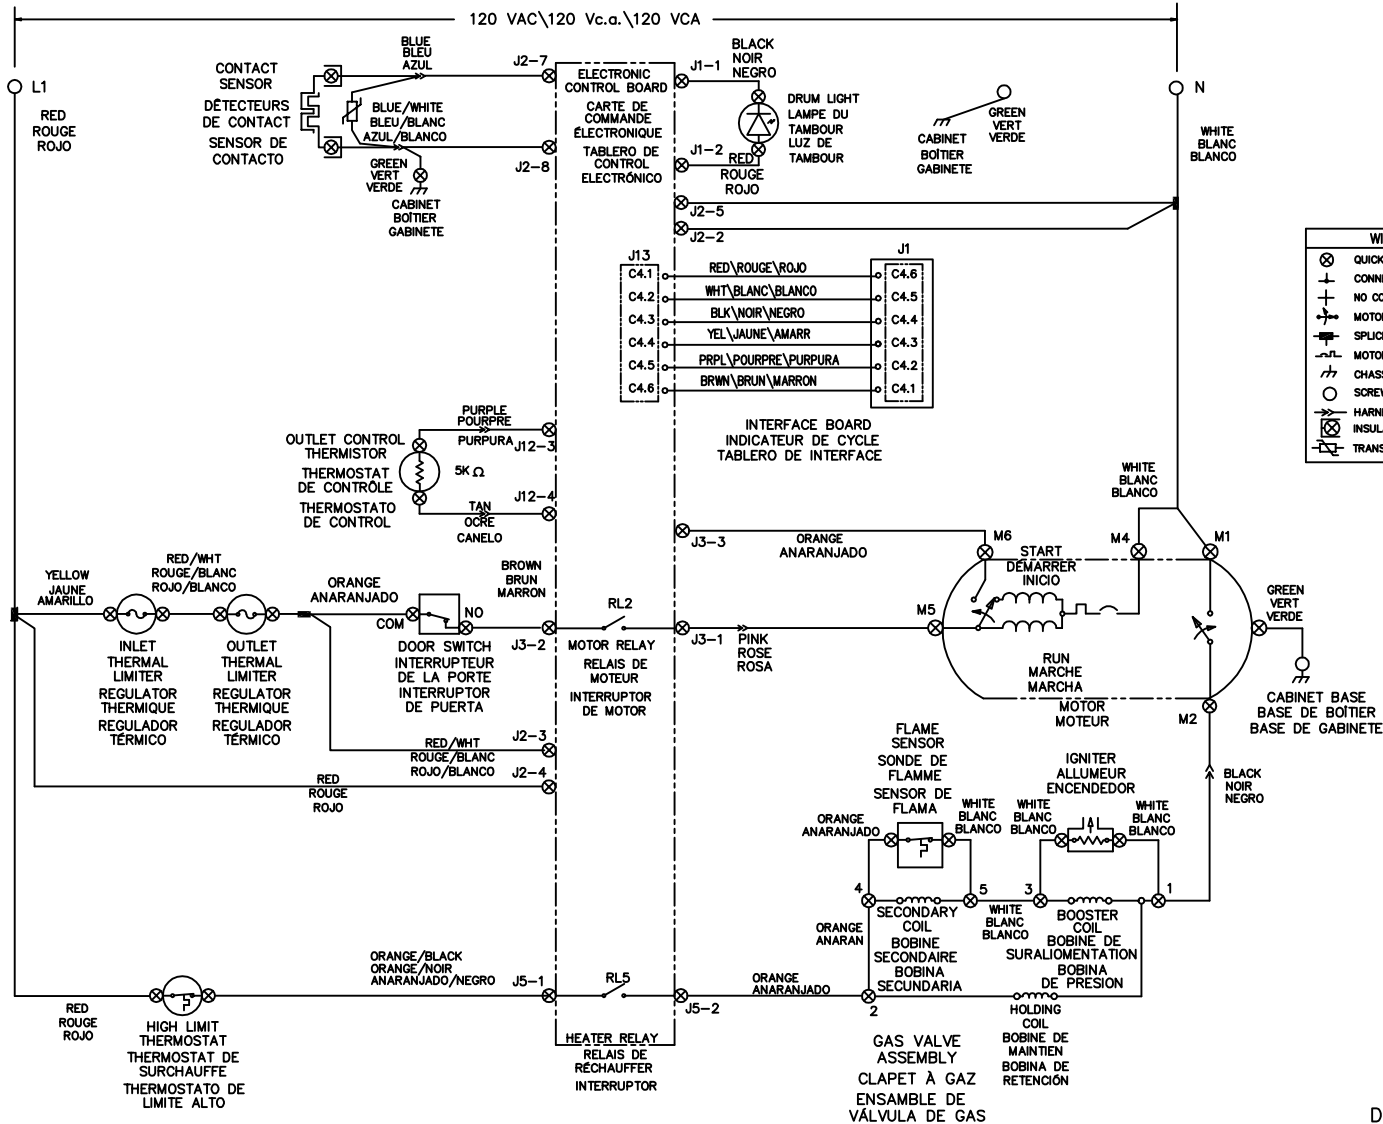 120 VAC\120 Vc.a.\120 VCA
L1
RED
ROUGE
ROJO
CONTACT
SENSOR
DÉTECTEURS
DE CONTACT
SENSOR DE
CONTACTO
BLUE
BLEU
AZUL
BLUE/WHITE
BLEU/BLANC
AZUL/BLANCO
GREEN
VERT
VERDE
CABINET
BOÎTIER
GABINETE
J2-7
J2-8
ELECTRONIC
CONTROL BOARD
CARTE DE
COMMANDE
ÉLECTRONIQUE
TABLERO DE
CONTROL
ELECTRÓNICO
J1-1
J1-2
BLACK
NOIR
NEGRO
RED
ROUGE
ROJO
DRUM LIGHT
LAMPE DU
TAMBOUR
LUZ DE
TAMBOUR
CABINET
BOÎTIER
GABINETE
GREEN
VERT
VERDE
N
WHITE
BLANC
BLANCO
J2-5
J2-2
J13
J1
C4.1 RED\ROUGE\ROJO C4.6
C4.2 WHT\BLANC\BLANCO C4.5
C4.3 BLK\NOIR\NEGRO C4.4
C4.4 YEL\JAUNE\AMARR C4.3
C4.5 PRPL\POURPRE\PURPURA C4.2
C4.6 BRWN\BRUN\MARRON C4.1
INTERFACE BOARD
INDICATEUR DE CYCLE
TABLERO DE INTERFACE
WI
QUICK
CONN
NO CO
MOTO
SPLIC
MOTO
CHAS
SCRE
HARN
INSUL
TRANS
OUTLET CONTROL
THERMISTOR
THERMOSTAT
DE CONTRÔLE
THERMOSTATO
DE CONTROL
PURPLE
POURPRE
PURPURA
J12-3
5K Ω
J12-4
TAN
OCRE
CANELO
J3-3
ORANGE
ANARANJADO
M6
M4
M1
WHITE
BLANC
BLANCO
START
DÉMARRER
INICIO
M5
RUN
MARCHE
MARCHA
MOTOR
MOTEUR
M2
GREEN
VERT
VERDE
CABINET BASE
BASE DE BOÎTIER
BASE DE GABINETE
YELLOW
JAUNE
AMARILLO
RED/WHT
ROUGE/BLANC
ROJO/BLANCO
ORANGE
ANARANJADO
COM
NO
BROWN
BRUN
MARRON
J3-2
RL2
J3-1
PINK
ROSE
ROSA
INLET
THERMAL
LIMITER
REGULATOR
THERMIQUE
REGULADOR
TÉRMICO
OUTLET
THERMAL
LIMITER
REGULATOR
THERMIQUE
REGULADOR
TÉRMICO
DOOR SWITCH
INTERRUPTEUR
DE LA PORTE
INTERRUPTOR
DE PUERTA
MOTOR RELAY
RELAIS DE
MOTEUR
INTERRUPTOR
DE MOTOR
RED/WHT
ROUGE/BLANC
ROJO/BLANCO
J2-3
J2-4
RED
ROUGE
ROJO
FLAME
SENSOR
SONDE DE
FLAMME
SENSOR DE
FLAMA
ORANGE
ANARANJADO
WHITE
BLANC
BLANCO
IGNITER
ALLUMEUR
ENCENDEDOR
WHITE
BLANC
BLANCO
WHITE
BLANC
BLANCO
BLACK
NOIR
NEGRO
4
5
3
1
ORANGE
ANARAN
SECONDARY
COIL
BOBINE
SECONDAIRE
BOBINA
SECUNDARIA
WHITE
BLANC
BLANCO
BOOSTER
COIL
BOBINE DE
SURALIOMENTATION
BOBINA
DE PRESION
RED
ROUGE
ROJO
HIGH LIMIT
THERMOSTAT
THERMOSTAT DE
SURCHAUFFE
THERMOSTATO DE
LIMITE ALTO
ORANGE/BLACK
ORANGE/NOIR
ANARANJADO/NEGRO
J5-1
RL5
J5-2
ORANGE
ANARANJADO
2
HEATER RELAY
RELAIS DE
RÉCHAUFFER
INTERRUPTOR
HOLDING
COIL
BOBINE DE
MAINTIEN
BOBINA DE
RETENCIÓN
GAS VALVE
ASSEMBLY
CLAPET À GAZ
ENSAMBLE DE
VÁLVULA DE GAS
D